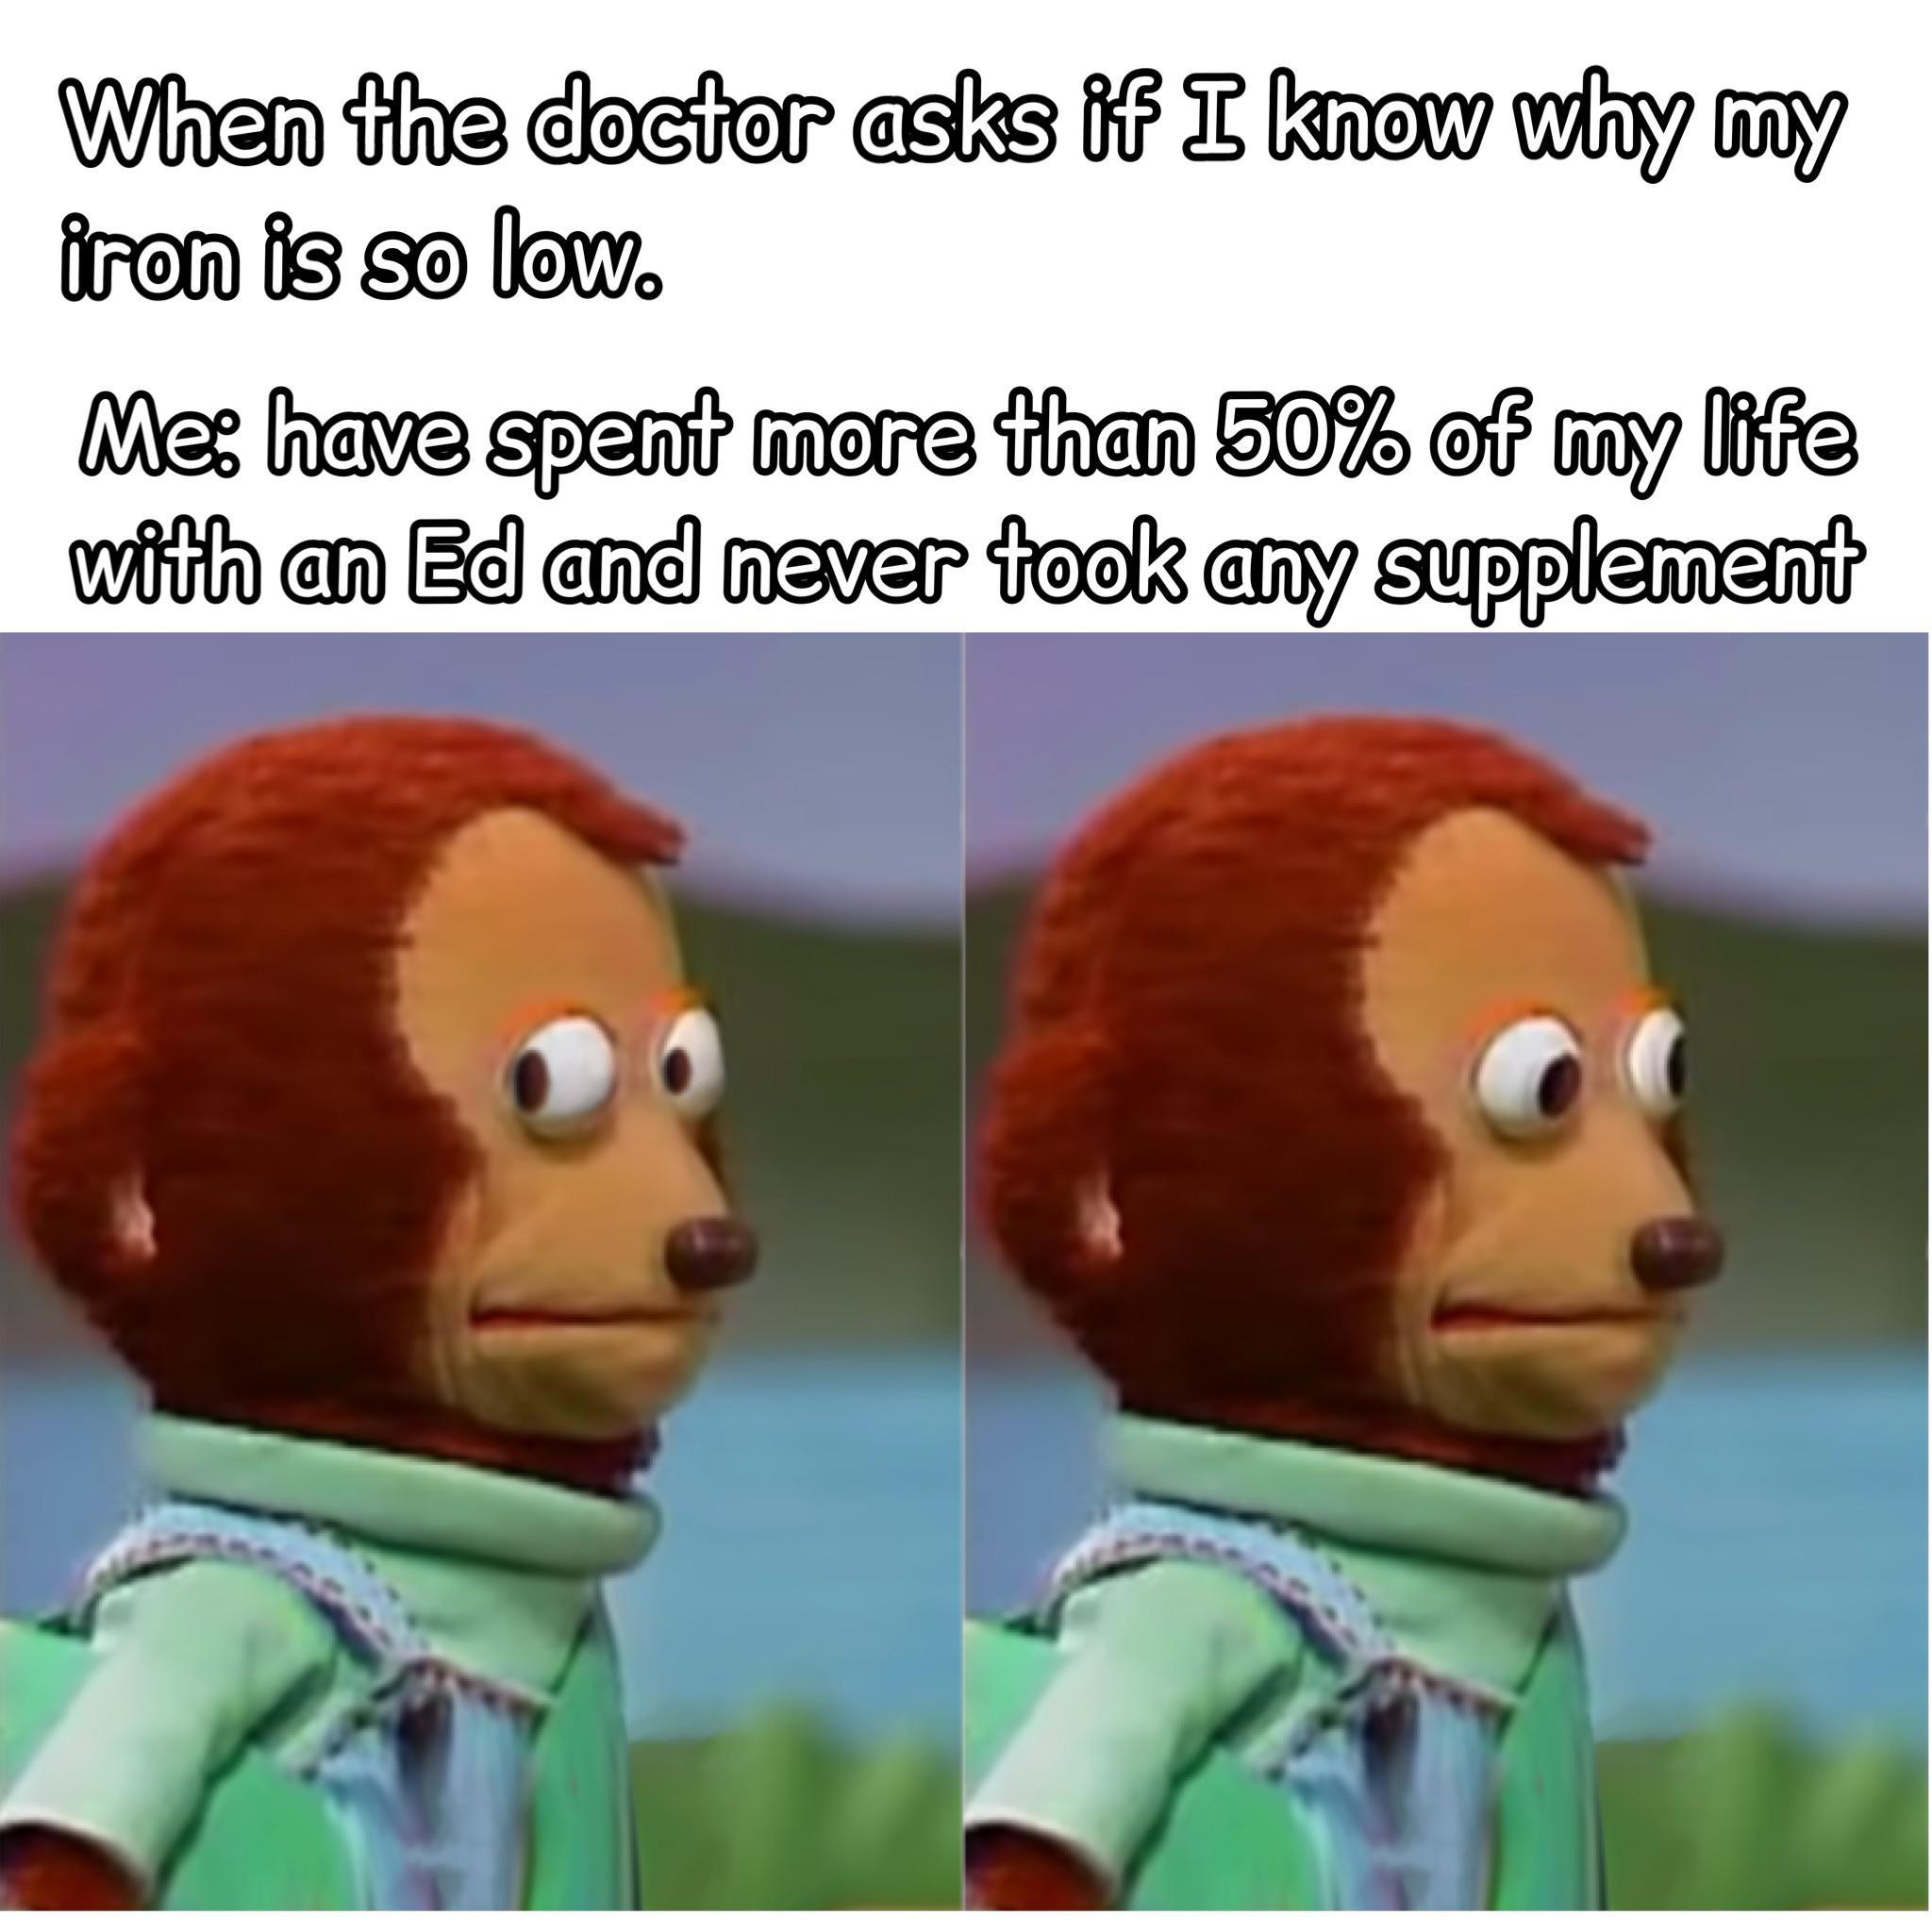 When the doctor asks if I know why my
iron is so low.
Me: have spent more than 50% of my life
with an Ed and never took any supplement